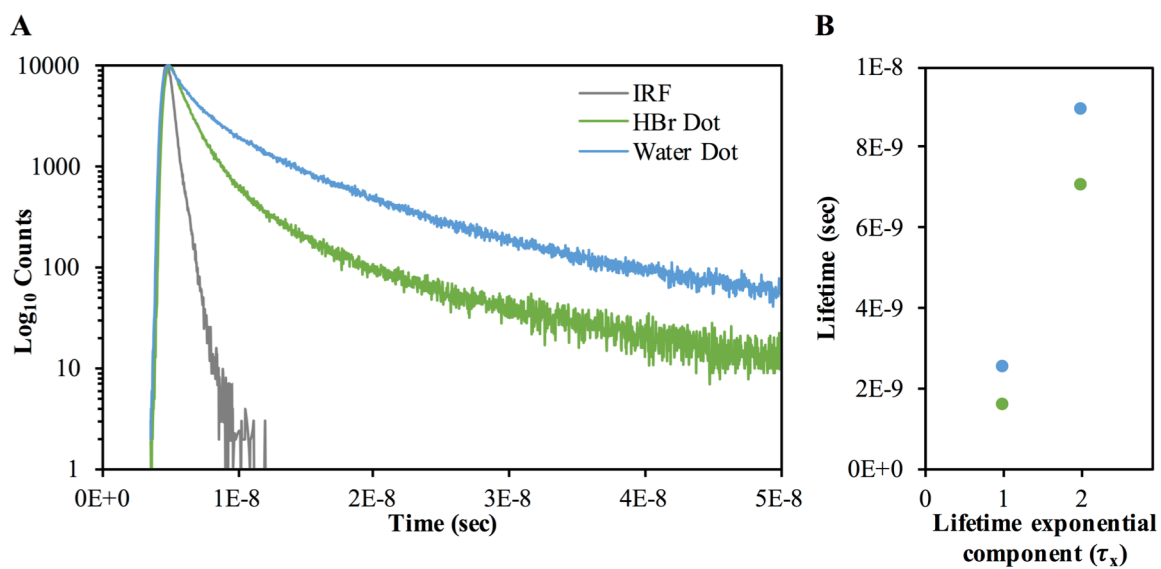 A
Log10 Counts
10000
1000
100
10
1
0E+0
1E-8
2E-8
3E-8
4E-8
5E-8
Time (sec)
IRF
HBr Dot
Water Dot
B
Lifetime (sec)
1E-8
8E-9
6E-9
4E-9
2E-9
0E+0
0
1
2
Lifetime exponential
component (τx)